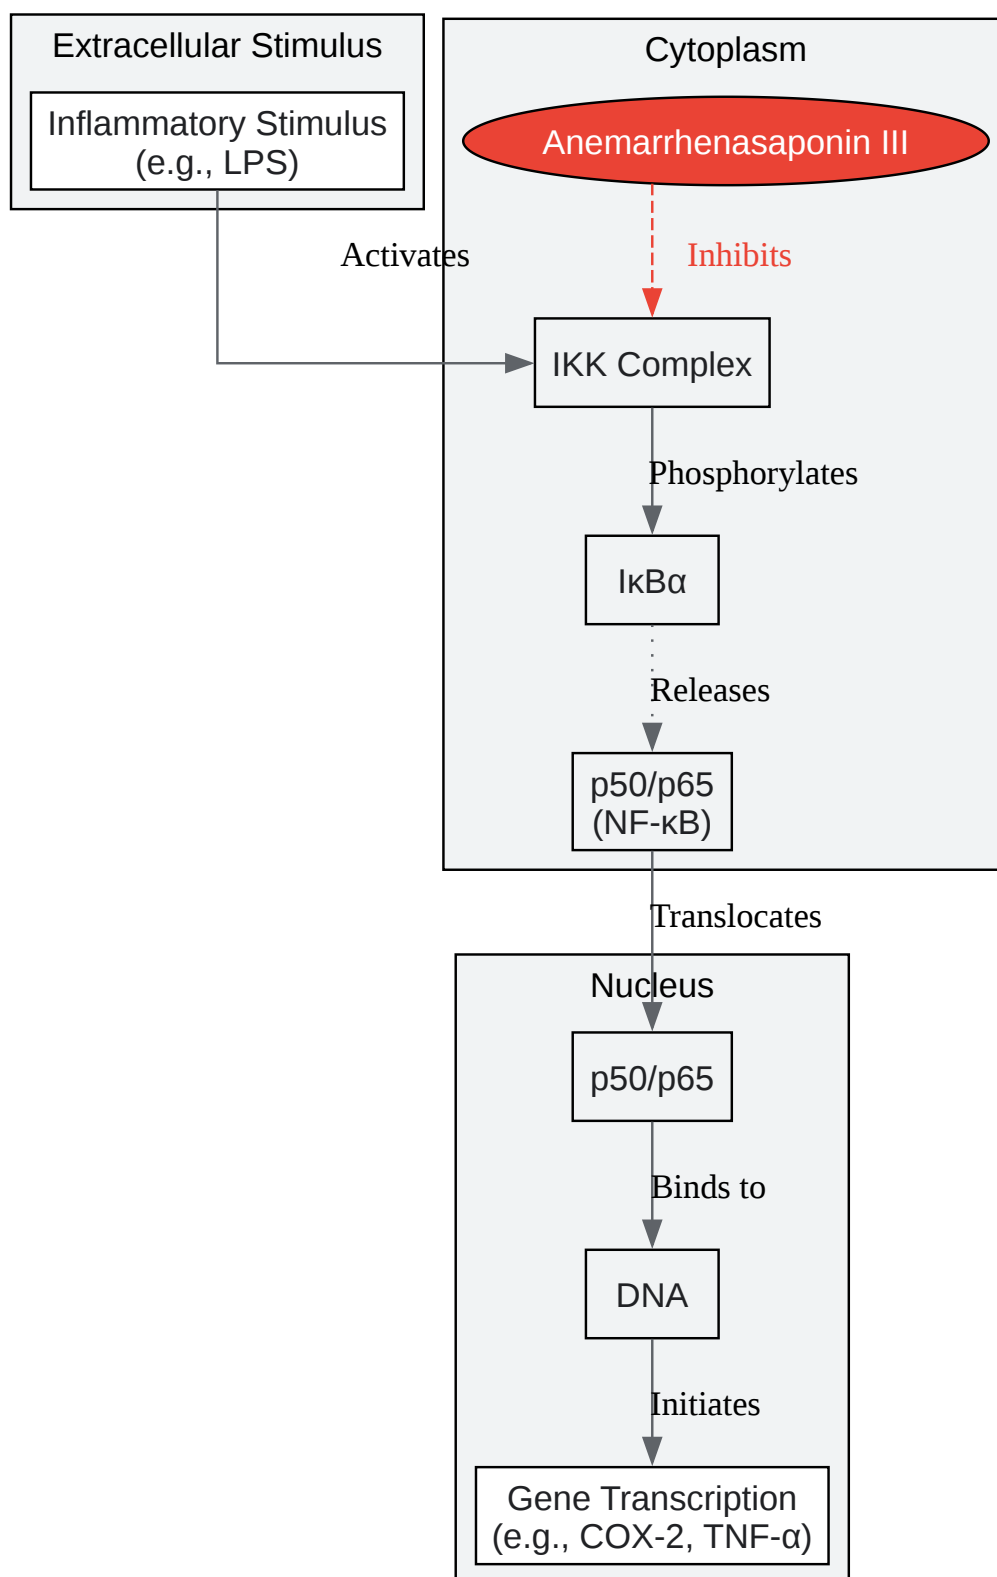 Extracellular Stimulus
Inflammatory Stimulus
(e.g., LPS)
Cytoplasm
Anemarrhenasaponin III
Activates
Inhibits
IKK Complex
Phosphorylates
IκBα
Releases
p50/p65
(NF-κB)
Translocates
Nucleus
p50/p65
Binds to
DNA
Initiates
Gene Transcription
(e.g., COX-2, TNF-α)